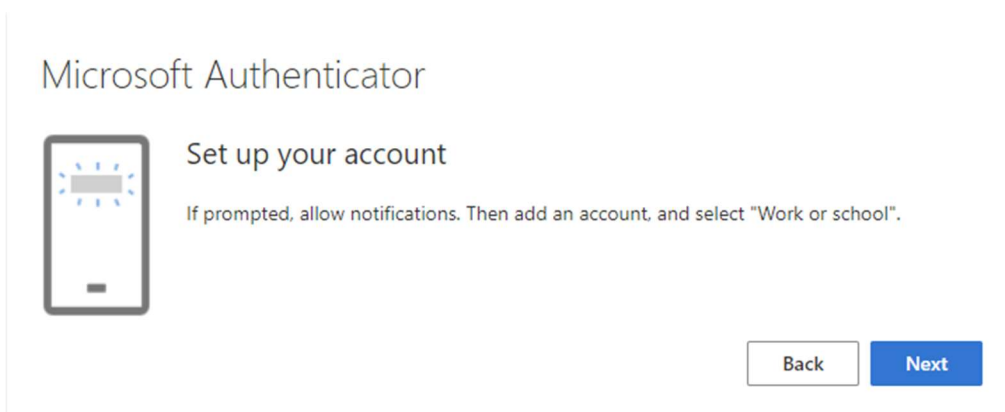 Microsoft Authenticator
Set up your account
If prompted, allow notifications. Then add an account, and select "Work or school".
Back
Next